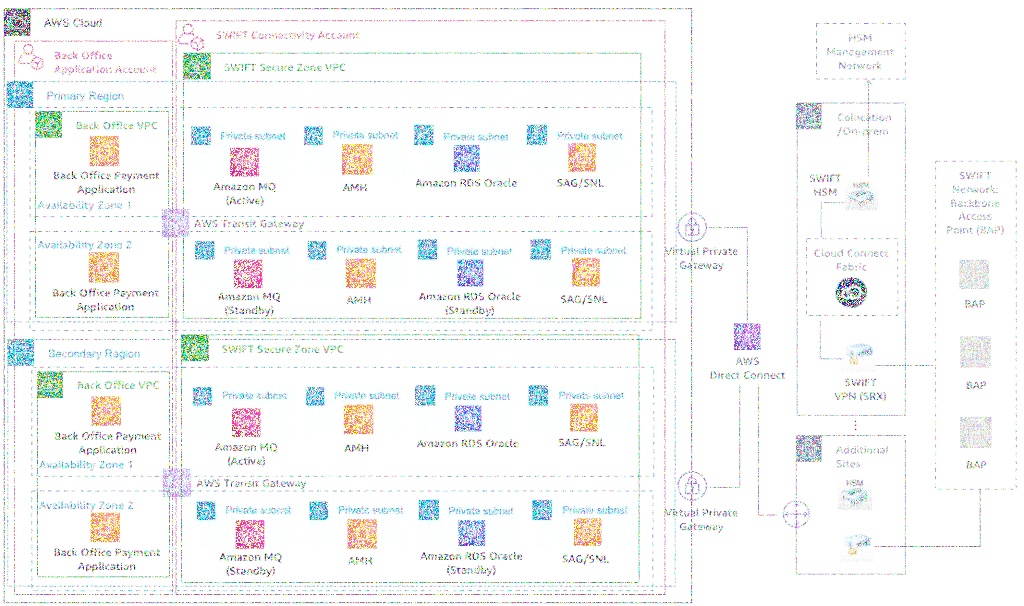 AWS Cloud
Back Office
Application Account
SWIFT Connectivity Account
SWIFT Secure Zone VPC
Primary Region
Back Office VPC
Back Office Payment
Application
Availability Zone 1
Private subnet
Private subnet
Private subnet
Private subnet
Amazon MQ
(Active)
AMH
Amazon RDS Oracle
SAG/SNL
AWS Transit Gateway
Availability Zone 2
Back Office Payment
Application
Private subnet
Private subnet
Private subnet
Private subnet
Amazon MQ
(Standby)
AMH
Amazon RDS Oracle
(Standby)
SAG/SNL
Secondary Region
SWIFT Secure Zone VPC
Back Office VPC
Back Office Payment
Application
Availability Zone 1
Private subnet
Private subnet
Private subnet
Private subnet
Amazon MQ
(Active)
AMH
Amazon RDS Oracle
SAG/SNL
AWS Transit Gateway
Availability Zone 2
Back Office Payment
Application
Private subnet
Private subnet
Private subnet
Private subnet
Amazon MQ
(Standby)
AMH
Amazon RDS Oracle
(Standby)
SAG/SNL
Virtual Private
Gateway
AWS
Direct Connect
Virtual Private
Gateway
HSM
Management
Network
Colocation
/On-prem
SWIFT
HSM
HSM
Cloud Connect
Fabric
SWIFT
VPN (SRX)
Additional
Sites
HSM
SWIFT
Network:
Backbone
Access
Point (BAP)
BAP
BAP
BAP